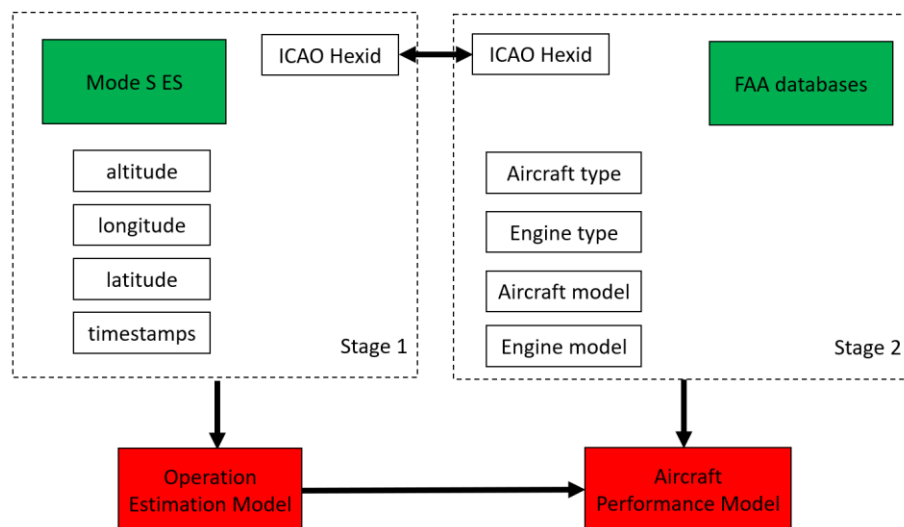 Mode S ES
ICAO Hexid
altitude
longitude
latitude
timestamps
Stage 1
ICAO Hexid
FAA databases
Aircraft type
Engine type
Aircraft model
Engine model
Stage 2
Operation
Estimation Model
Aircraft
Performance Model